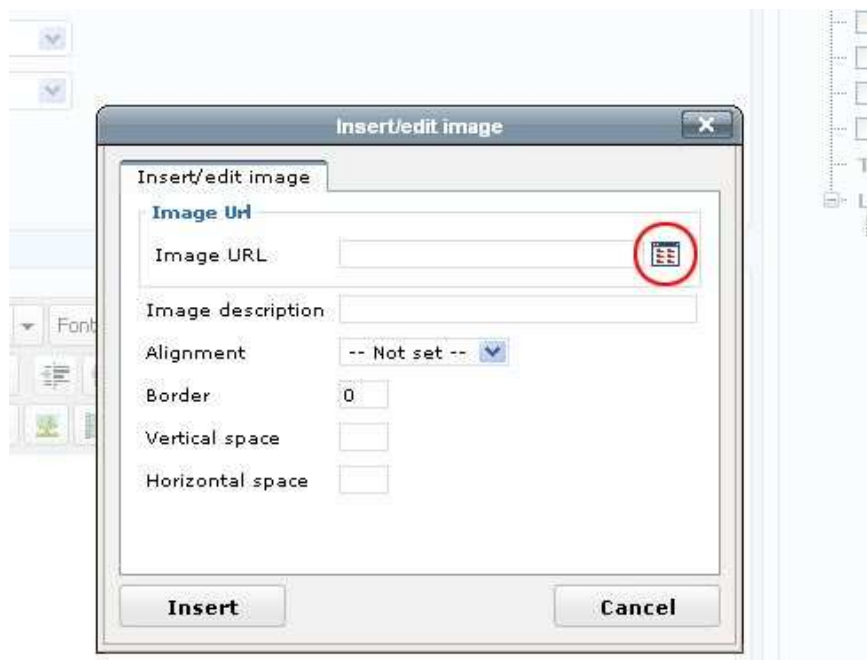 Insert/edit image
Insert/edit image
Image Url
Image URL
Image description
Alignment -- Not set --
Border 0
Vertical space
Horizontal space
Insert Cancel
Font